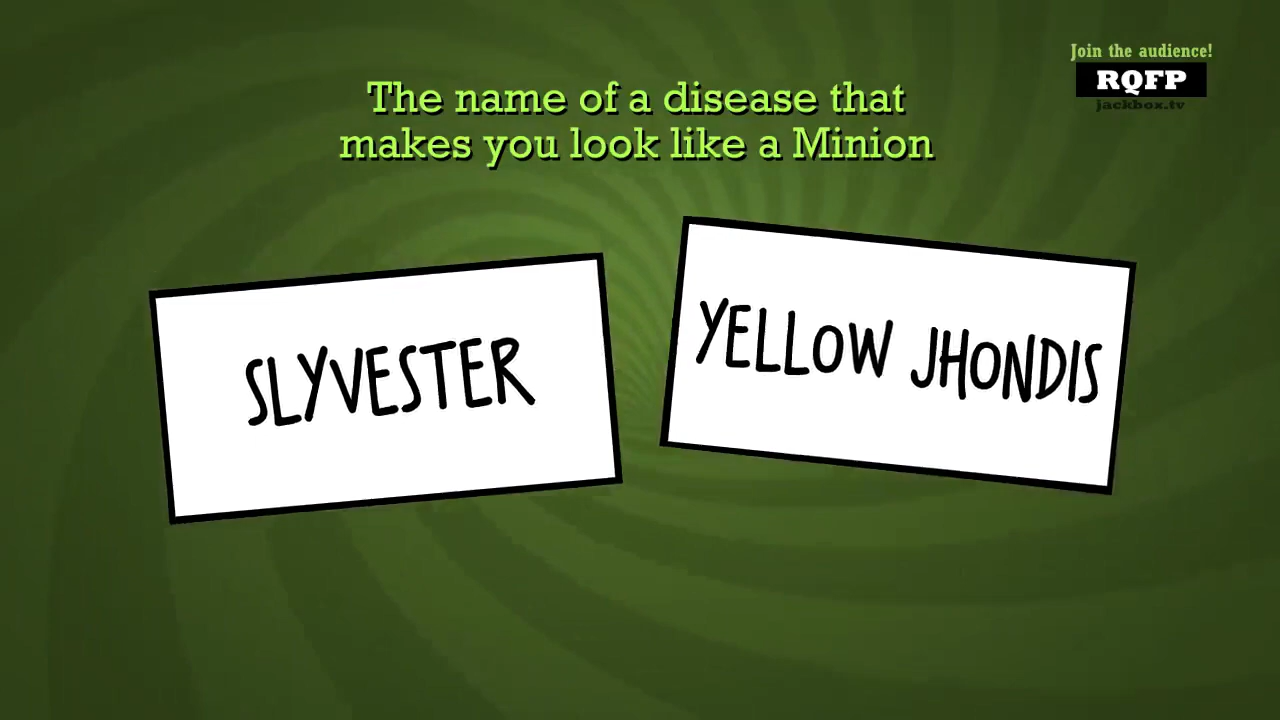 Join the audience!
RQFP
jackbox.tv
The name of a disease that
makes you look like a Minion
SLYVESTER
YELLOW JHONDIS